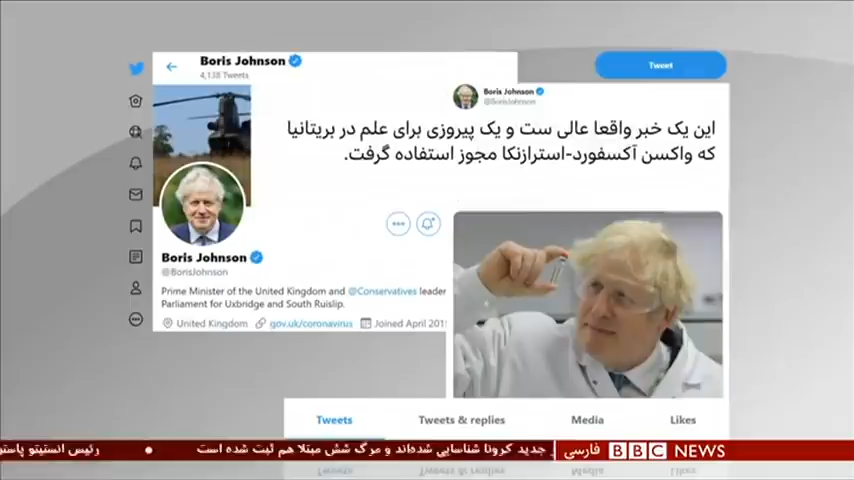 Boris Johnson
4,138 Tweets
Tweet
Boris Johnson
@BorisJohnson
این یک خبر واقعا عالی ست و یک پیروزی برای علم در بریتانیا
که واکسن آکسفورد-استرازنکا مجوز استفاده گرفت.
Boris Johnson
@BorisJohnson
Prime Minister of the United Kingdom and @Conservatives leader
Parliament for Uxbridge and South Ruislip.
United Kingdom gov.uk/coronavirus Joined April 201
Tweets Tweets & replies Media Likes
جدید کرونا شناسایی شده‌اند و مرگ شش مبتلا هم ثبت شده است • رئیس انستیتو پاستو
BBC NEWS فارسی